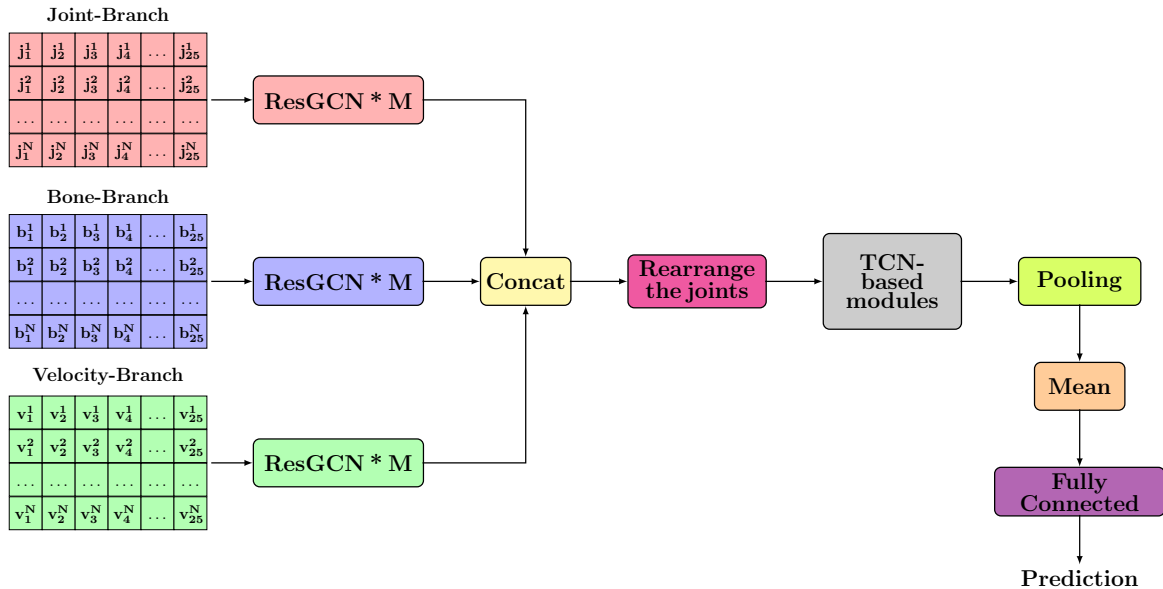 Joint-Branch
j₁¹ j₂¹ j₃¹ j₄¹ … j₂₅¹
j₁² j₂² j₃² j₄² … j₂₅²
… … … … … …
j₁ᴺ j₂ᴺ j₃ᴺ j₄ᴺ … j₂₅ᴺ
ResGCN * M
Bone-Branch
b₁¹ b₂¹ b₃¹ b₄¹ … b₂₅¹
b₁² b₂² b₃² b₄² … b₂₅²
… … … … … …
b₁ᴺ b₂ᴺ b₃ᴺ b₄ᴺ … b₂₅ᴺ
ResGCN * M
Velocity-Branch
v₁¹ v₂¹ v₃¹ v₄¹ … v₂₅¹
v₁² v₂² v₃² v₄² … v₂₅²
… … … … … …
v₁ᴺ v₂ᴺ v₃ᴺ v₄ᴺ … v₂₅ᴺ
ResGCN * M
Concat
Rearrange
the joints
TCN-
based
modules
Pooling
Mean
Fully
Connected
Prediction